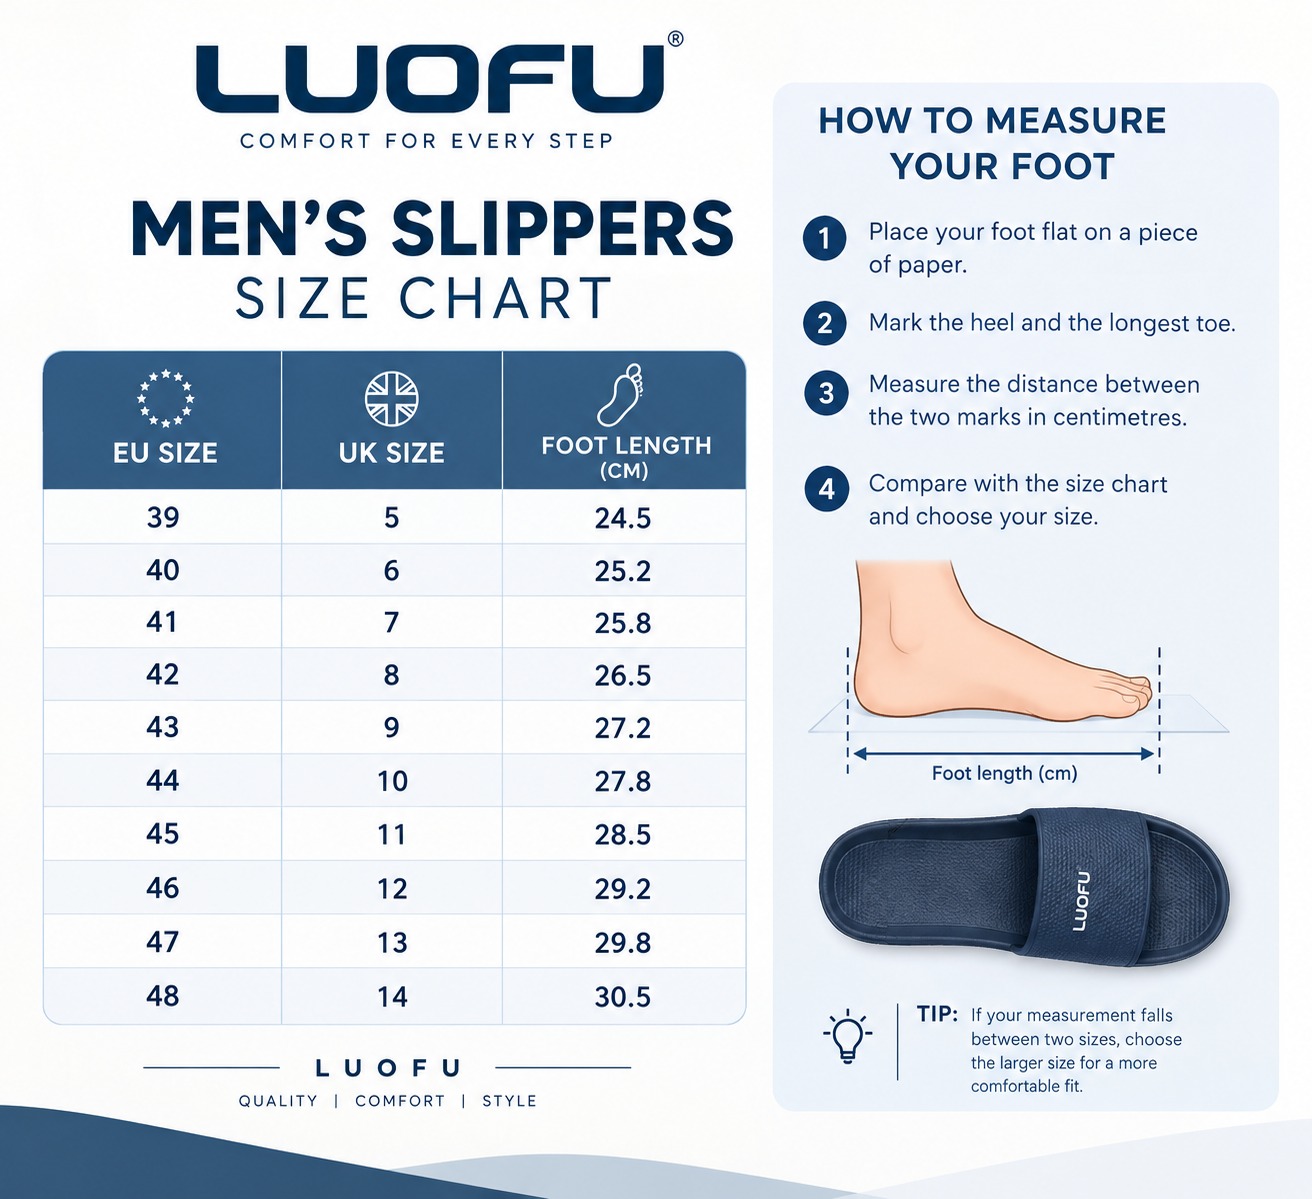 LUOFU®
COMFORT FOR EVERY STEP
MEN’S SLIPPERS
SIZE CHART
EU SIZE UK SIZE FOOT LENGTH
(CM)
39 5 24.5
40 6 25.2
41 7 25.8
42 8 26.5
43 9 27.2
44 10 27.8
45 11 28.5
46 12 29.2
47 13 29.8
48 14 30.5
LUOFU
QUALITY | COMFORT | STYLE
HOW TO MEASURE
YOUR FOOT
1 Place your foot flat on a piece
of paper.
2 Mark the heel and the longest toe.
3 Measure the distance between
the two marks in centimetres.
4 Compare with the size chart
and choose your size.
Foot length (cm)
LUOFU
TIP: If your measurement falls
between two sizes, choose
the larger size for a more
comfortable fit.